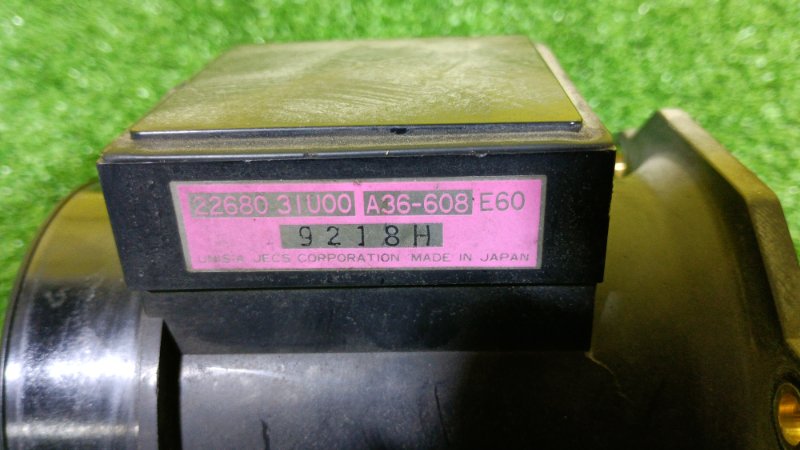 22680 31U00 A36-608 E60
9218H
UNISIA JECS CORPORATION MADE IN JAPAN